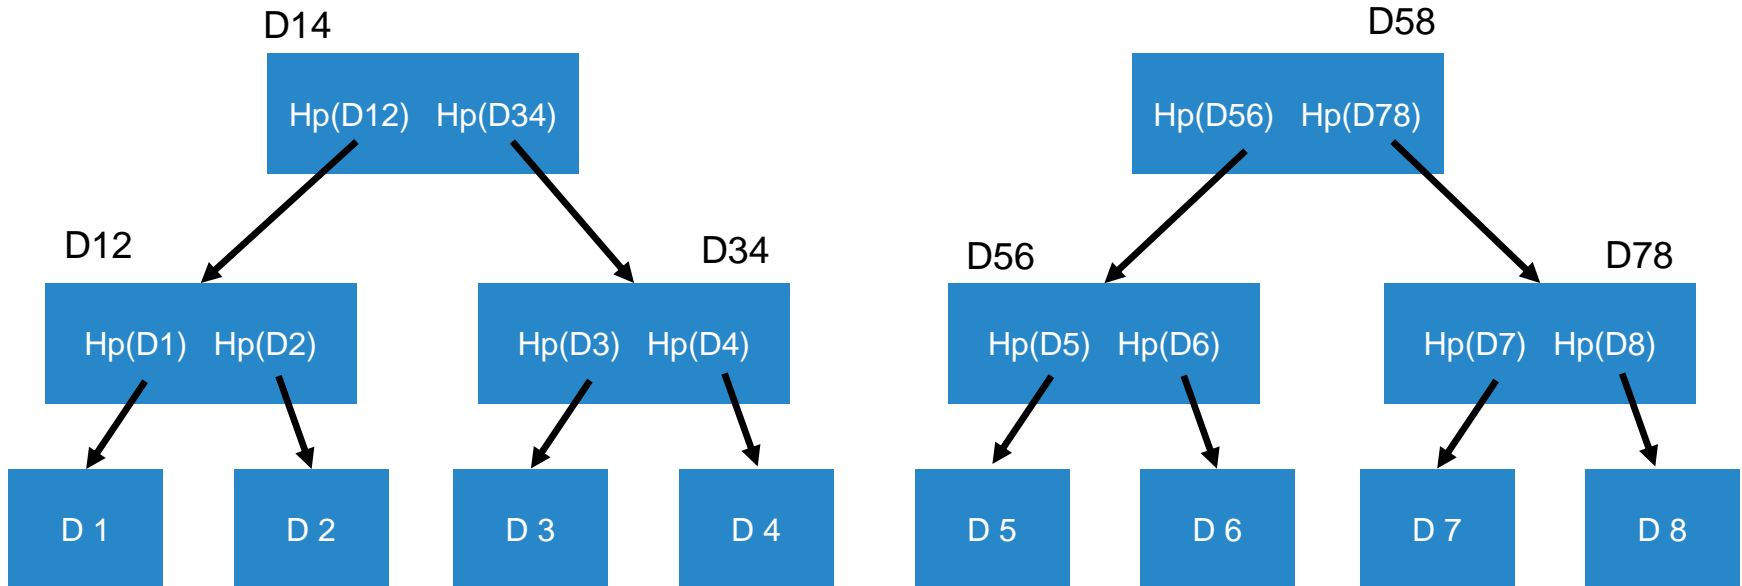 D14
D58
Hp(D12) Hp(D34)
Hp(D56) Hp(D78)
D12
D34
D56
D78
Hp(D1) Hp(D2)
Hp(D3) Hp(D4)
Hp(D5) Hp(D6)
Hp(D7) Hp(D8)
D 1
D 2
D 3
D 4
D 5
D 6
D 7
D 8